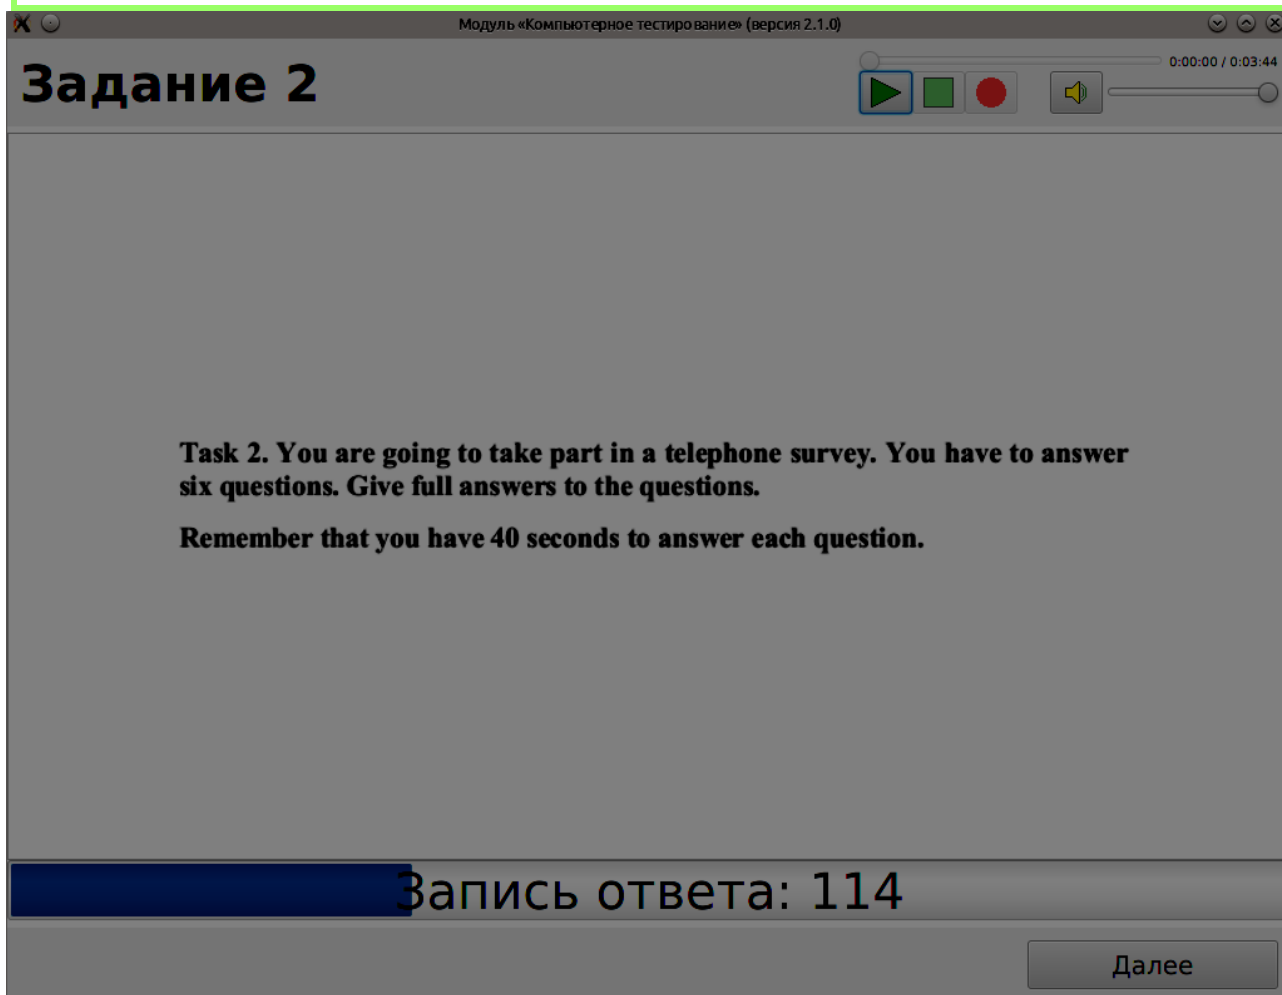 Модуль «Компьютерное тестирование» (версия 2.1.0)
Задание 2
0:00:00 / 0:03:44
Task 2. You are going to take part in a telephone survey. You have to answer
six questions. Give full answers to the questions.
Remember that you have 40 seconds to answer each question.
Запись ответа: 114
Далее